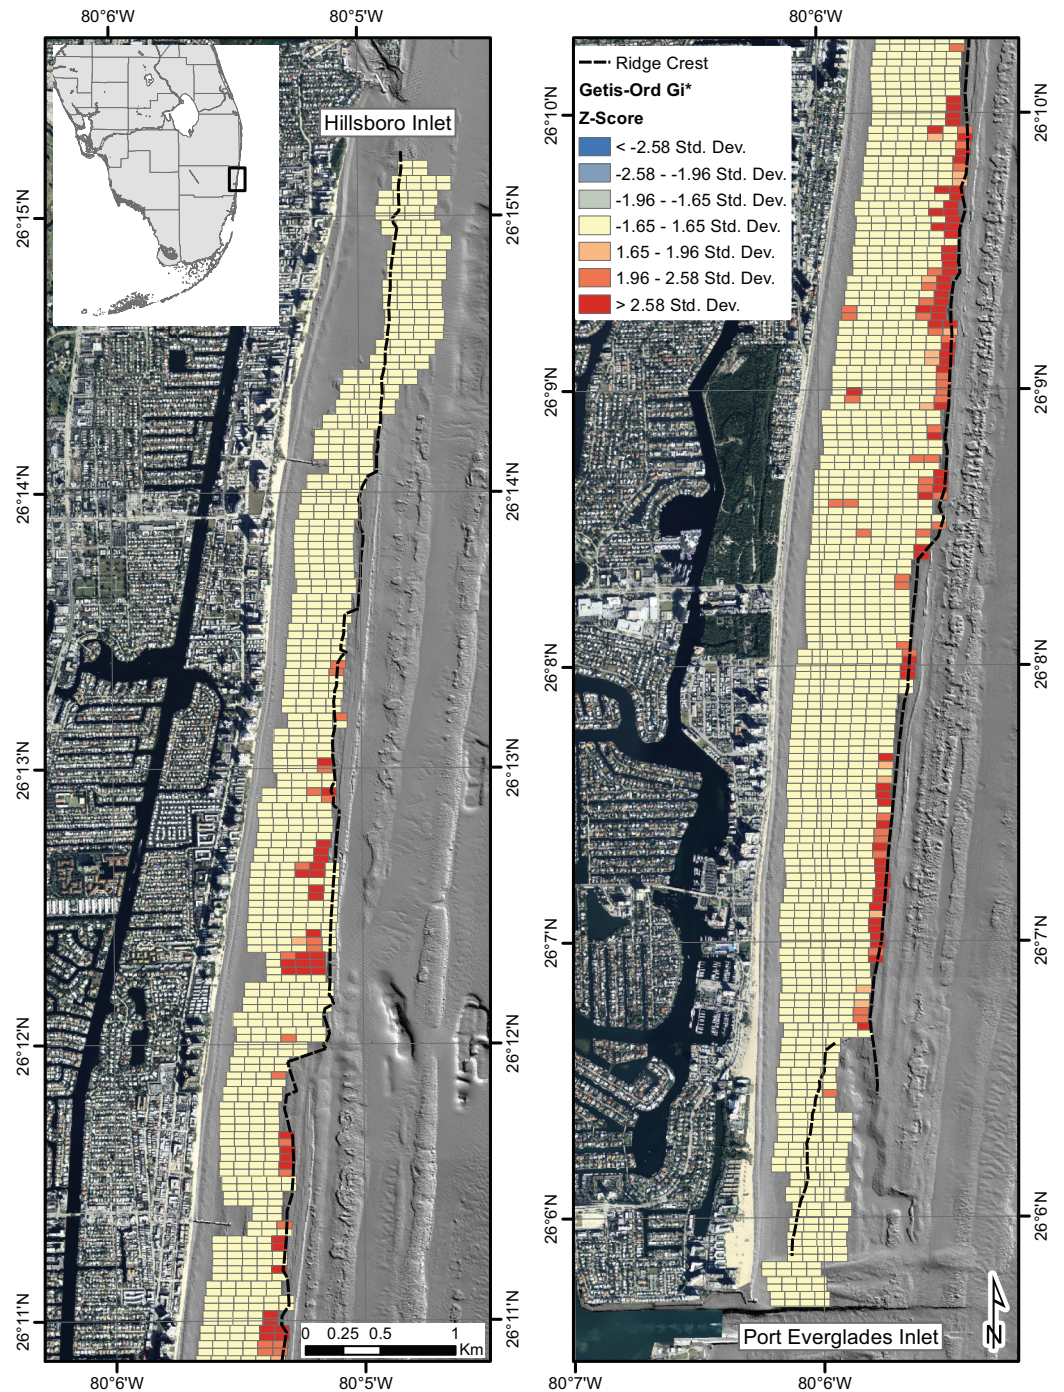 80°6'W
80°5'W
80°6'W
Hillsboro Inlet
Ridge Crest
Getis-Ord Gi*
Z-Score
< -2.58 Std. Dev.
-2.58 - -1.96 Std. Dev.
-1.96 - -1.65 Std. Dev.
-1.65 - 1.65 Std. Dev.
1.65 - 1.96 Std. Dev.
1.96 - 2.58 Std. Dev.
> 2.58 Std. Dev.
26°15'N
26°15'N
26°14'N
26°14'N
26°13'N
26°13'N
26°12'N
26°12'N
26°11'N
26°11'N
26°10'N
26°10'N
26°9'N
26°9'N
26°8'N
26°8'N
26°7'N
26°7'N
26°6'N
26°6'N
0 0.25 0.5 1
Km
Port Everglades Inlet
N
80°6'W
80°5'W
80°7'W
80°6'W